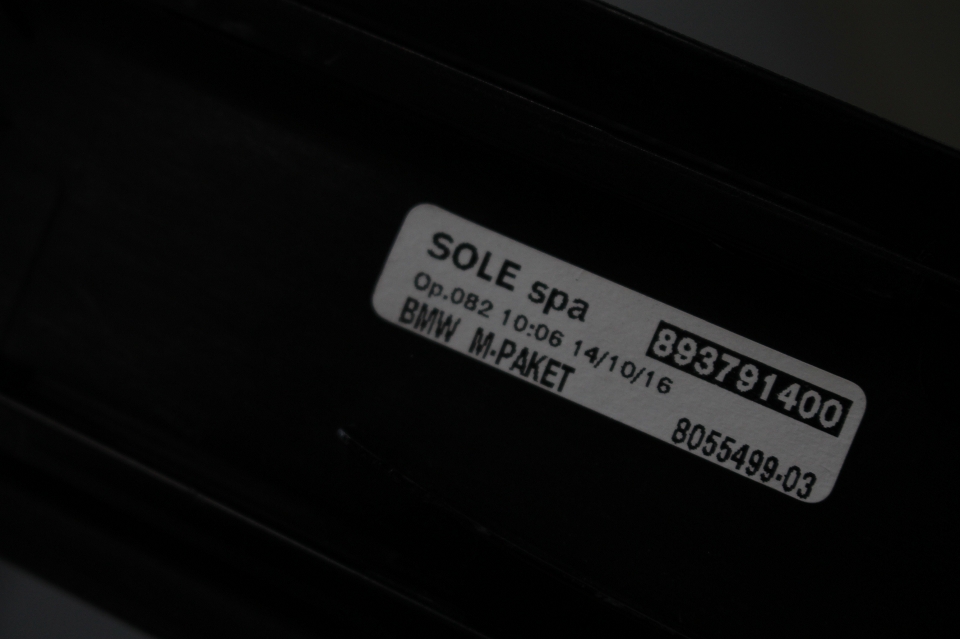 SOLE spa
Op.082 10:06 14/10/16
893791400
BMW M-PAKET
8055499-03